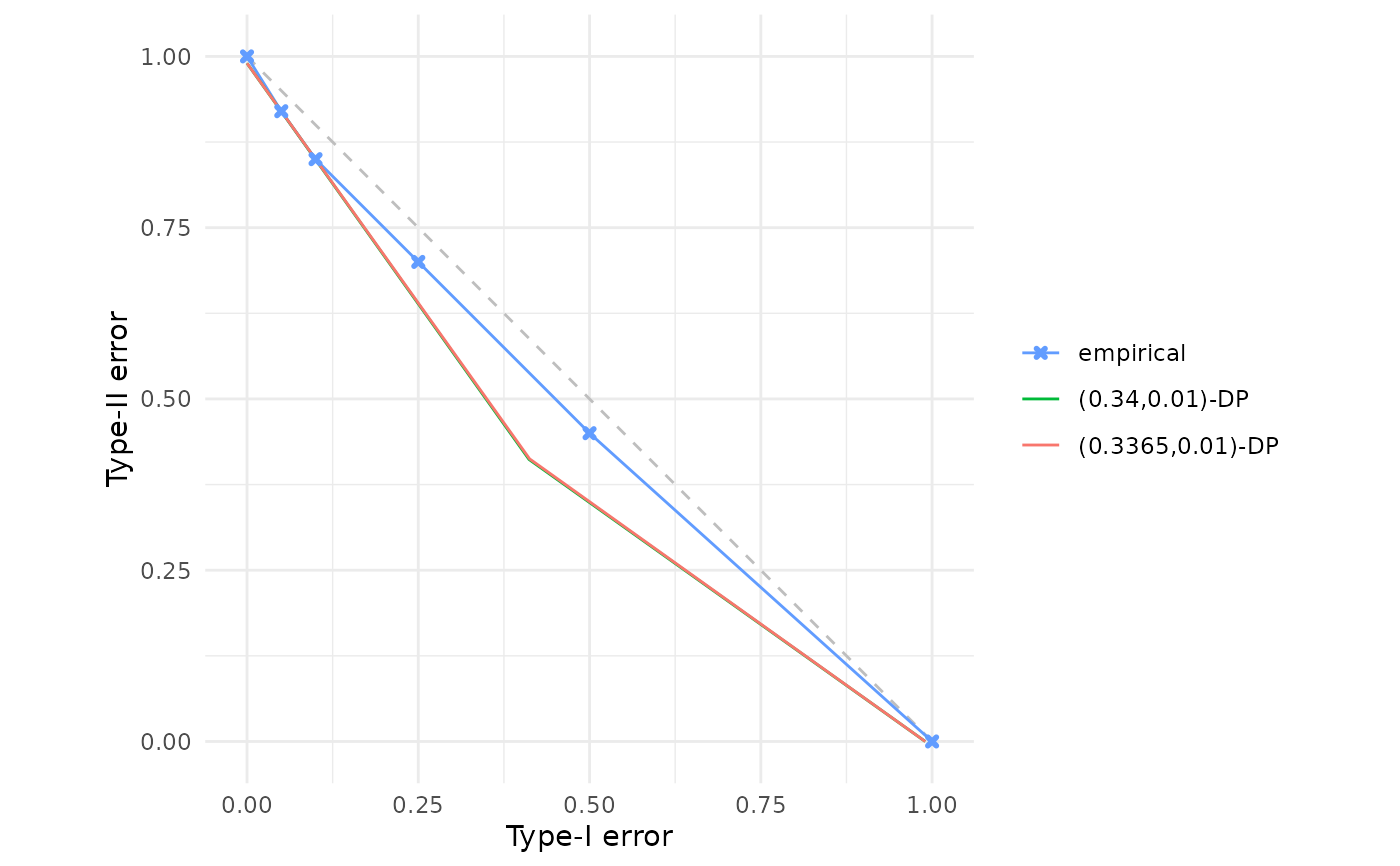 1.00
0.75
0.50
0.25
0.00
Type-II error
0.00 0.25 0.50 0.75 1.00
Type-I error
empirical
(0.34,0.01)-DP
(0.3365,0.01)-DP